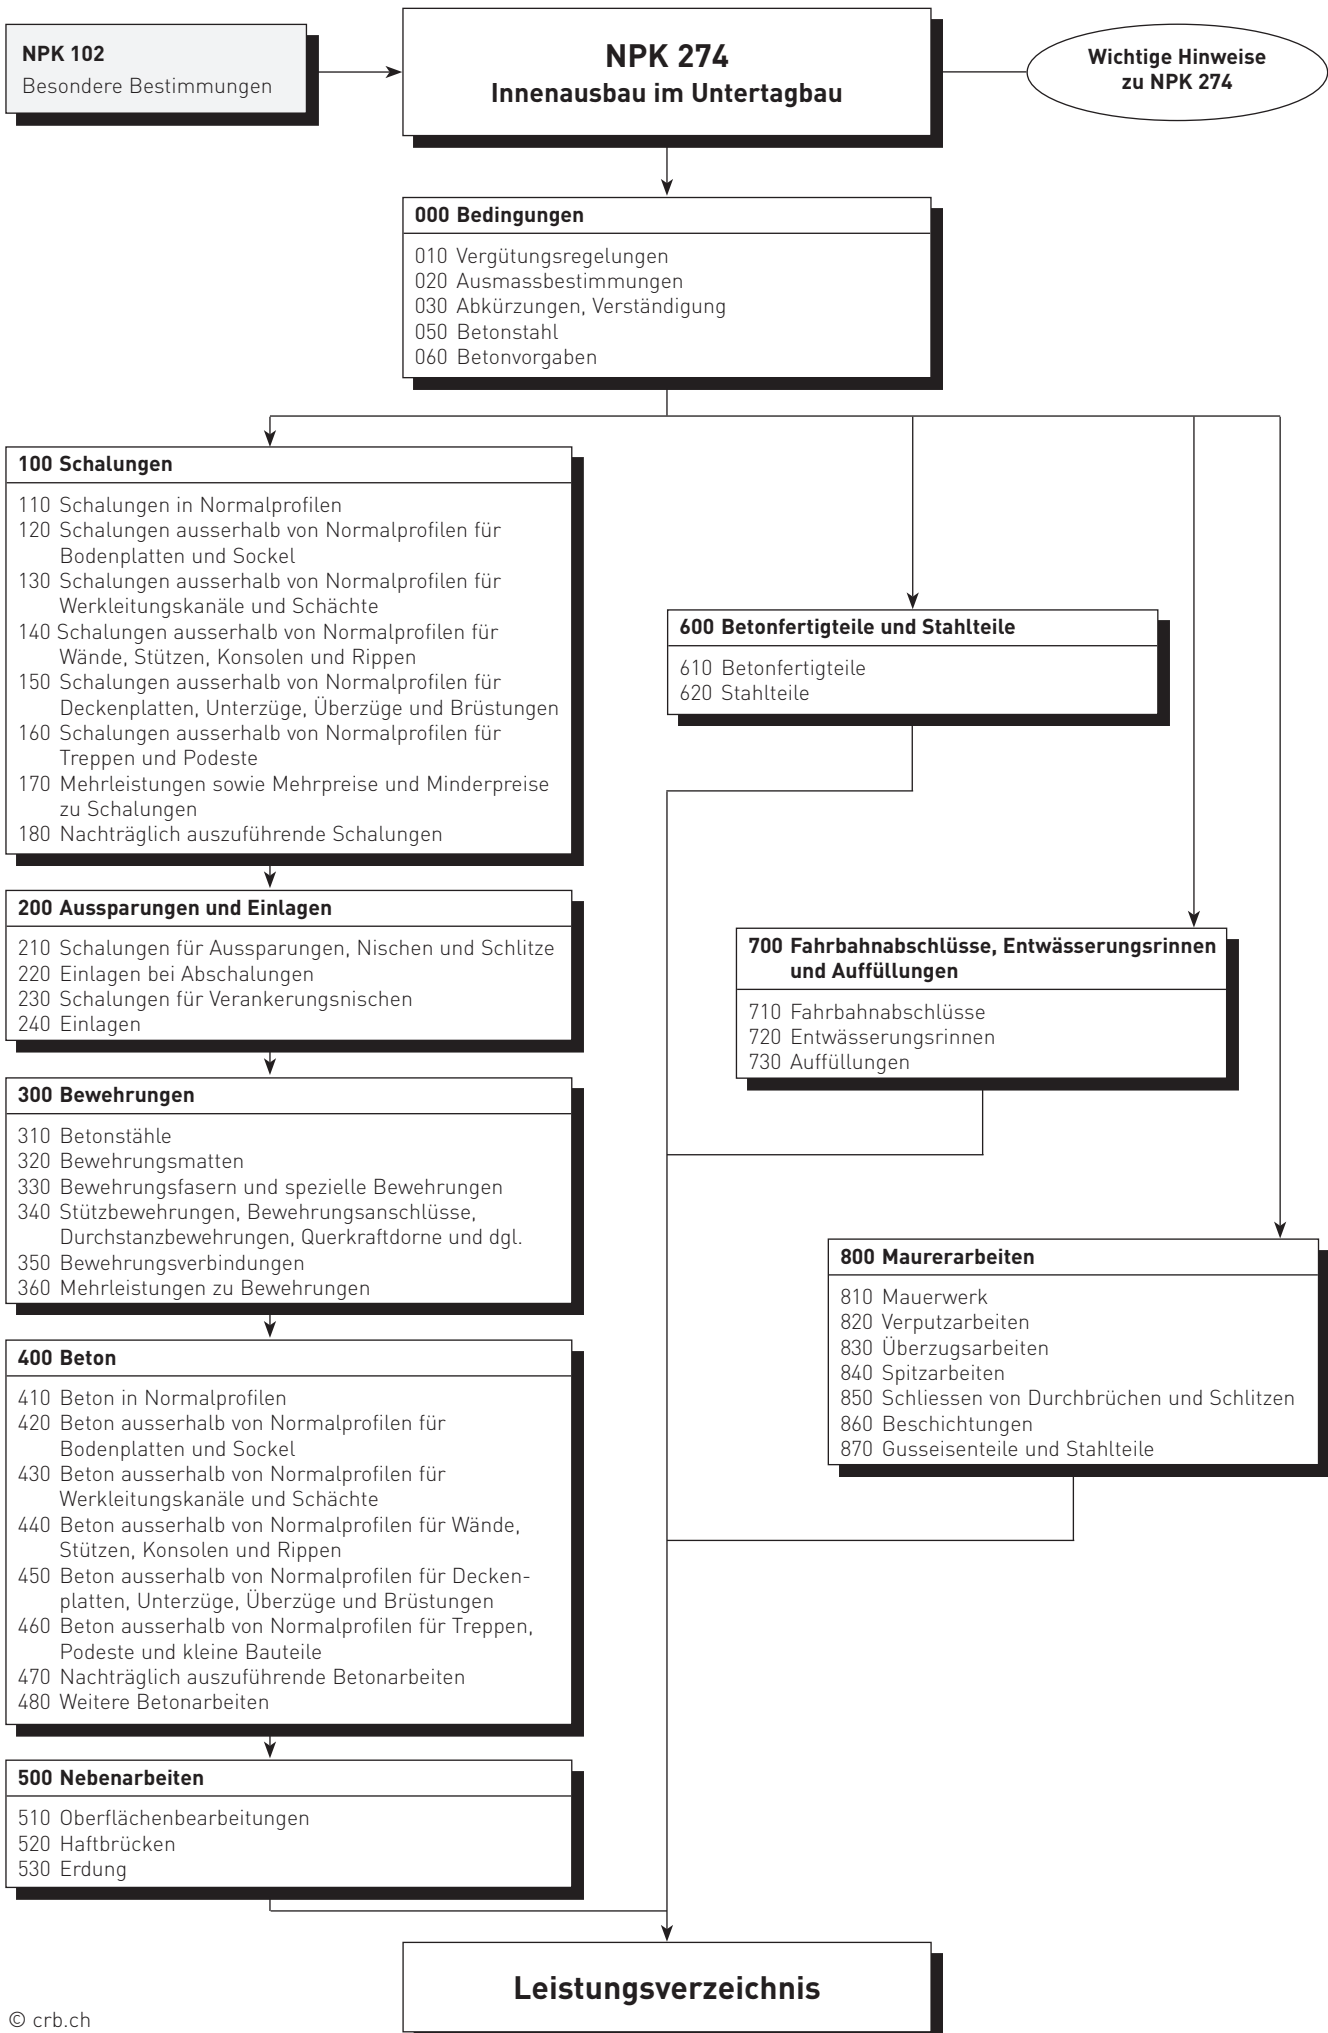 NPK 102
Besondere Bestimmungen
NPK 274
Innenausbau im Untertagbau
Wichtige Hinweise
zu NPK 274
000 Bedingungen
010 Vergütungsregelungen
020 Ausmassbestimmungen
030 Abkürzungen, Verständigung
050 Betonstahl
060 Betonvorgaben
100 Schalungen
110 Schalungen in Normalprofilen
120 Schalungen ausserhalb von Normalprofilen für
Bodenplatten und Sockel
130 Schalungen ausserhalb von Normalprofilen für
Werkleitungskanäle und Schächte
140 Schalungen ausserhalb von Normalprofilen für
Wände, Stützen, Konsolen und Rippen
150 Schalungen ausserhalb von Normalprofilen für
Deckenplatten, Unterzüge, Überzüge und Brüstungen
160 Schalungen ausserhalb von Normalprofilen für
Treppen und Podeste
170 Mehrleistungen sowie Mehrpreise und Minderpreise
zu Schalungen
180 Nachträglich auszuführende Schalungen
200 Aussparungen und Einlagen
210 Schalungen für Aussparungen, Nischen und Schlitze
220 Einlagen bei Abschalungen
230 Schalungen für Verankerungsnischen
240 Einlagen
300 Bewehrungen
310 Betonstähle
320 Bewehrungsmatten
330 Bewehrungsfasern und spezielle Bewehrungen
340 Stützbewehrungen, Bewehrungsanschlüsse,
Durchstanzbewehrungen, Querkraftdorne und dgl.
350 Bewehrungsverbindungen
360 Mehrleistungen zu Bewehrungen
400 Beton
410 Beton in Normalprofilen
420 Beton ausserhalb von Normalprofilen für
Bodenplatten und Sockel
430 Beton ausserhalb von Normalprofilen für
Werkleitungskanäle und Schächte
440 Beton ausserhalb von Normalprofilen für Wände,
Stützen, Konsolen und Rippen
450 Beton ausserhalb von Normalprofilen für Decken-
platten, Unterzüge, Überzüge und Brüstungen
460 Beton ausserhalb von Normalprofilen für Treppen,
Podeste und kleine Bauteile
470 Nachträglich auszuführende Betonarbeiten
480 Weitere Betonarbeiten
500 Nebenarbeiten
510 Oberflächenbearbeitungen
520 Haftbrücken
530 Erdung
600 Betonfertigteile und Stahlteile
610 Betonfertigteile
620 Stahlteile
700 Fahrbahnabschlüsse, Entwässerungsrinnen
und Auffüllungen
710 Fahrbahnabschlüsse
720 Entwässerungsrinnen
730 Auffüllungen
800 Maurerarbeiten
810 Mauerwerk
820 Verputzarbeiten
830 Überzugsarbeiten
840 Spitzarbeiten
850 Schliessen von Durchbrüchen und Schlitzen
860 Beschichtungen
870 Gusseisenteile und Stahlteile
Leistungsverzeichnis
© crb.ch